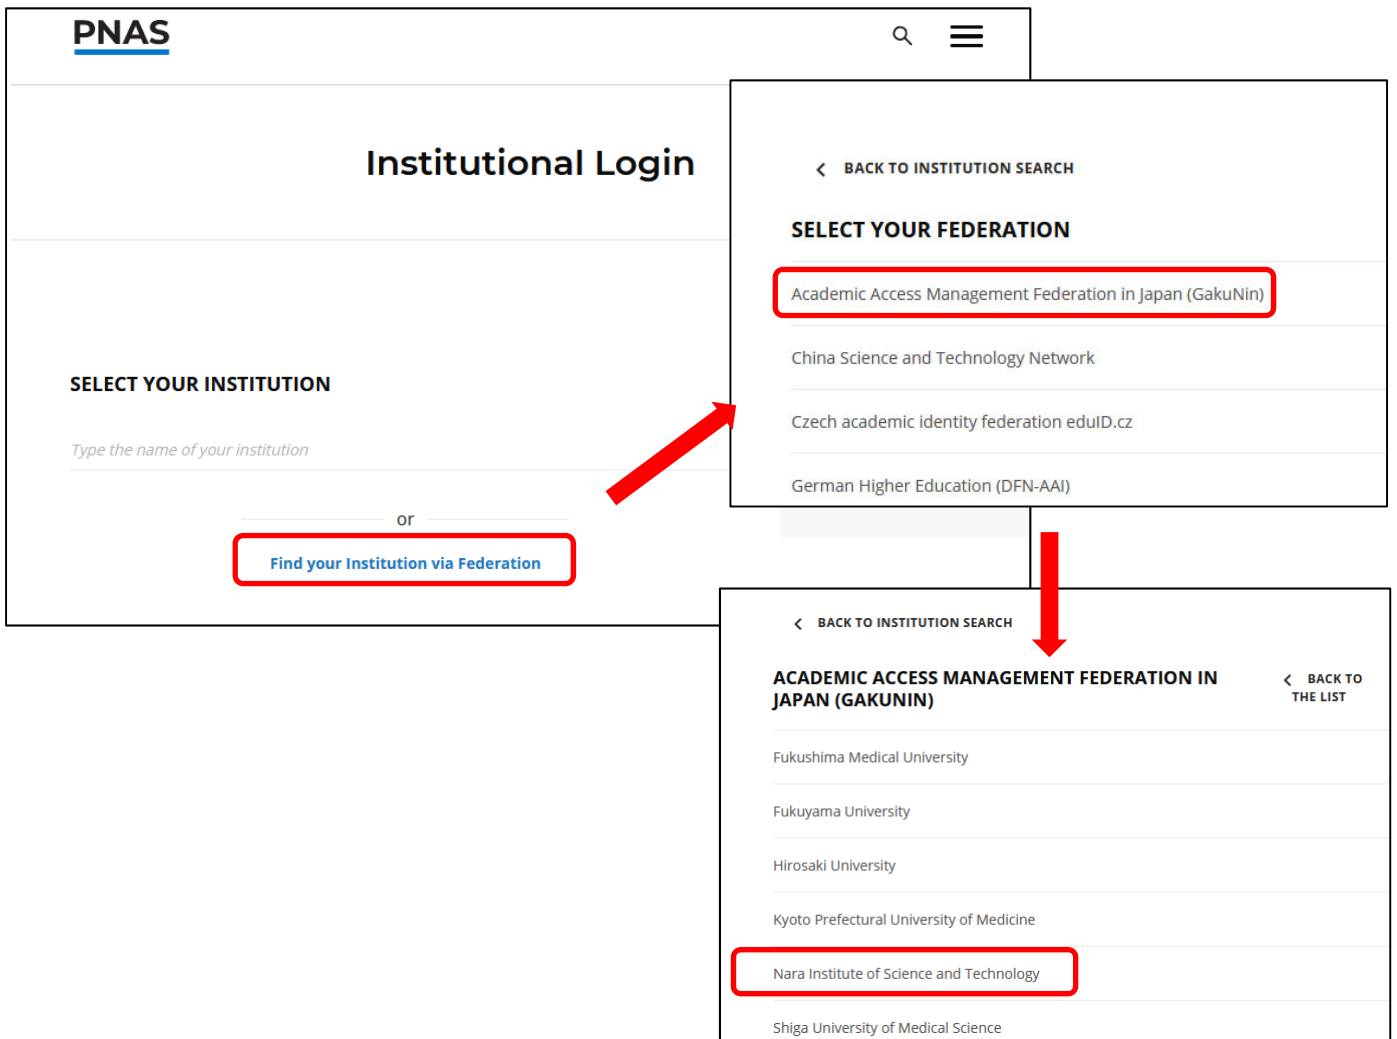 PNAS
Institutional Login
SELECT YOUR INSTITUTION
Type the name of your institution
or
Find your Institution via Federation
BACK TO INSTITUTION SEARCH
SELECT YOUR FEDERATION
Academic Access Management Federation in Japan (GakuNin)
China Science and Technology Network
Czech academic identity federation eduID.cz
German Higher Education (DFN-AAI)
BACK TO INSTITUTION SEARCH
ACADEMIC ACCESS MANAGEMENT FEDERATION IN
JAPAN (GAKUNIN)
BACK TO
THE LIST
Fukushima Medical University
Fukuyama University
Hirosaki University
Kyoto Prefectural University of Medicine
Nara Institute of Science and Technology
Shiga University of Medical Science